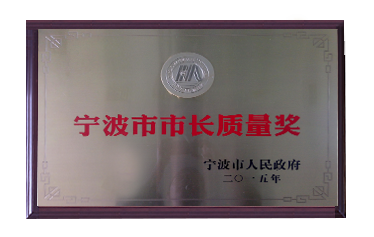 宁波市市长质量奖
宁波市人民政府
二〇一五年